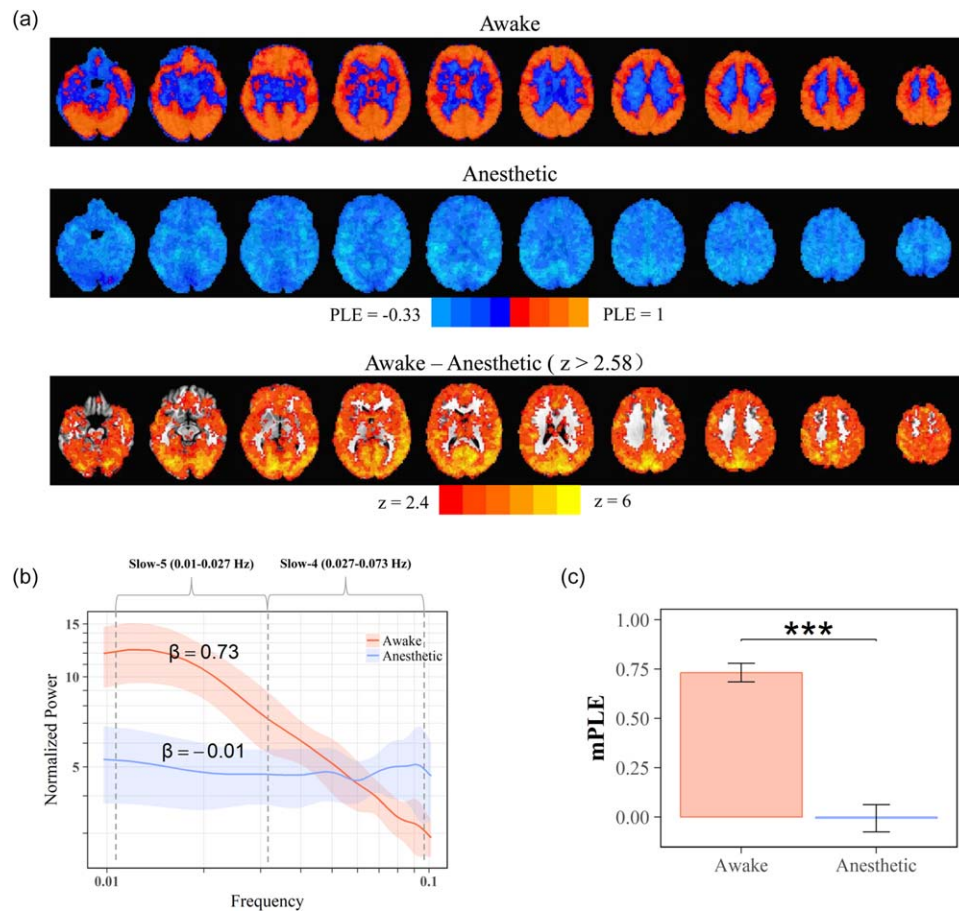 (a)
Awake
Anesthetic
PLE = -0.33
PLE = 1
Awake – Anesthetic ( z > 2.58)
z = 2.4
z = 6
(b)
Slow-5 (0.01-0.027 Hz)
Slow-4 (0.027-0.073 Hz)
Normalized Power
15
10
5
β = 0.73
β = −0.01
Awake
Anesthetic
0.01
0.1
Frequency
(c)
mPLE
1.00
0.75
0.50
0.25
0.00
***
Awake
Anesthetic